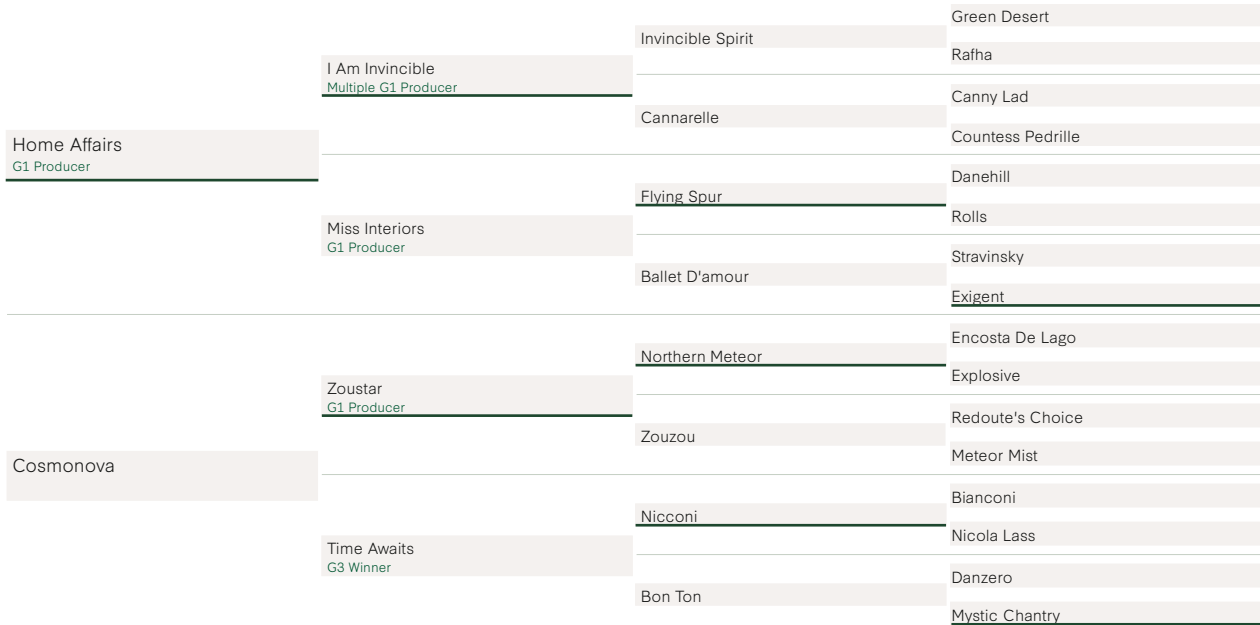 Home Affairs
G1 Producer
Cosmonova
I Am Invincible
Multiple G1 Producer
Miss Interiors
G1 Producer
Zoustar
G1 Producer
Time Awaits
G3 Winner
Invincible Spirit
Cannarelle
Flying Spur
Ballet D'amour
Northern Meteor
Zouzou
Nicconi
Bon Ton
Green Desert
Rafha
Canny Lad
Countess Pedrille
Danehill
Rolls
Stravinsky
Exigent
Encosta De Lago
Explosive
Redoute's Choice
Meteor Mist
Bianconi
Nicola Lass
Danzero
Mystic Chantry